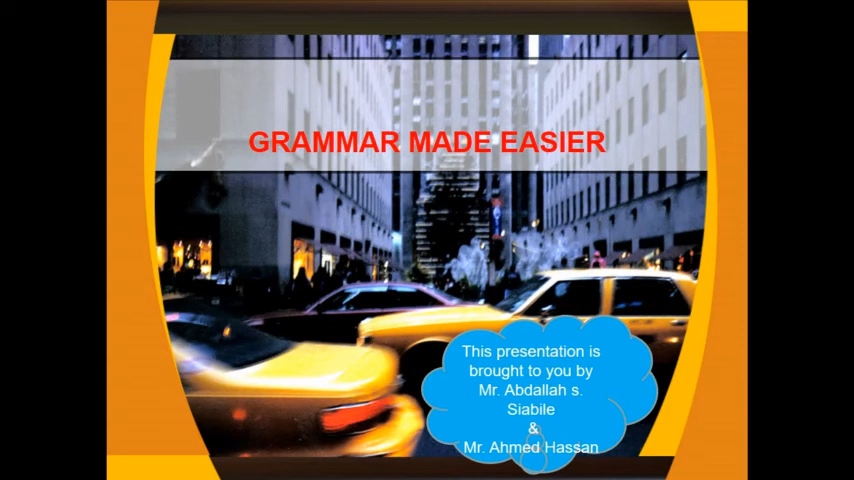 GRAMMAR MADE EASIER
This presentation is
brought to you by
Mr. Abdallah s.
Siabile
&
Mr. Ahmed Hassan